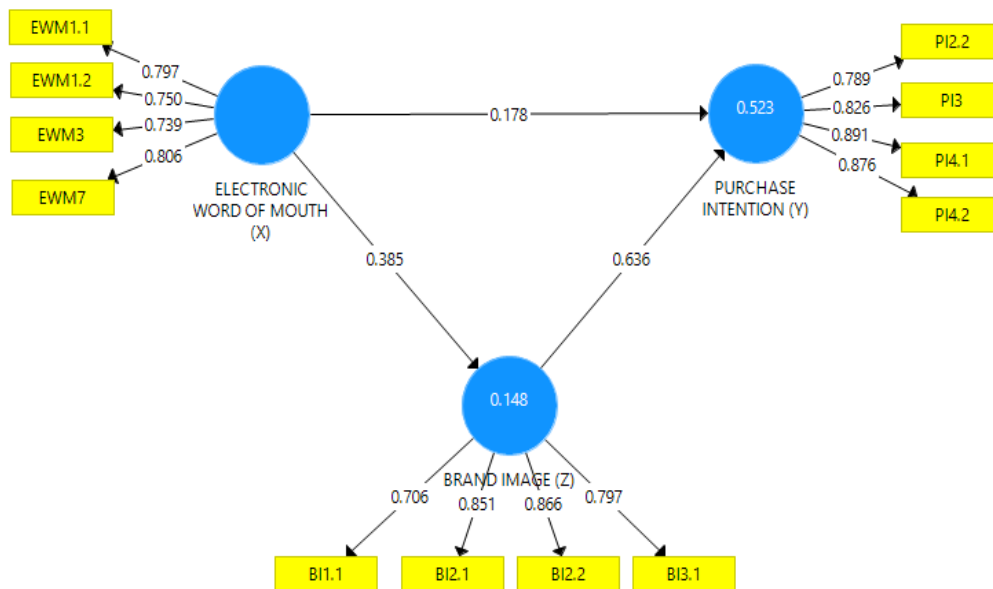 EWM1.1
EWM1.2
EWM3
EWM7
0.797
0.750
0.739
0.806
ELECTRONIC
WORD OF MOUTH
(X)
0.178
0.385
0.636
0.523
PURCHASE
INTENTION (Y)
0.789
0.826
0.891
0.876
PI2.2
PI3
PI4.1
PI4.2
0.148
BRAND IMAGE (Z)
0.706
0.851
0.866
0.797
BI1.1
BI2.1
BI2.2
BI3.1